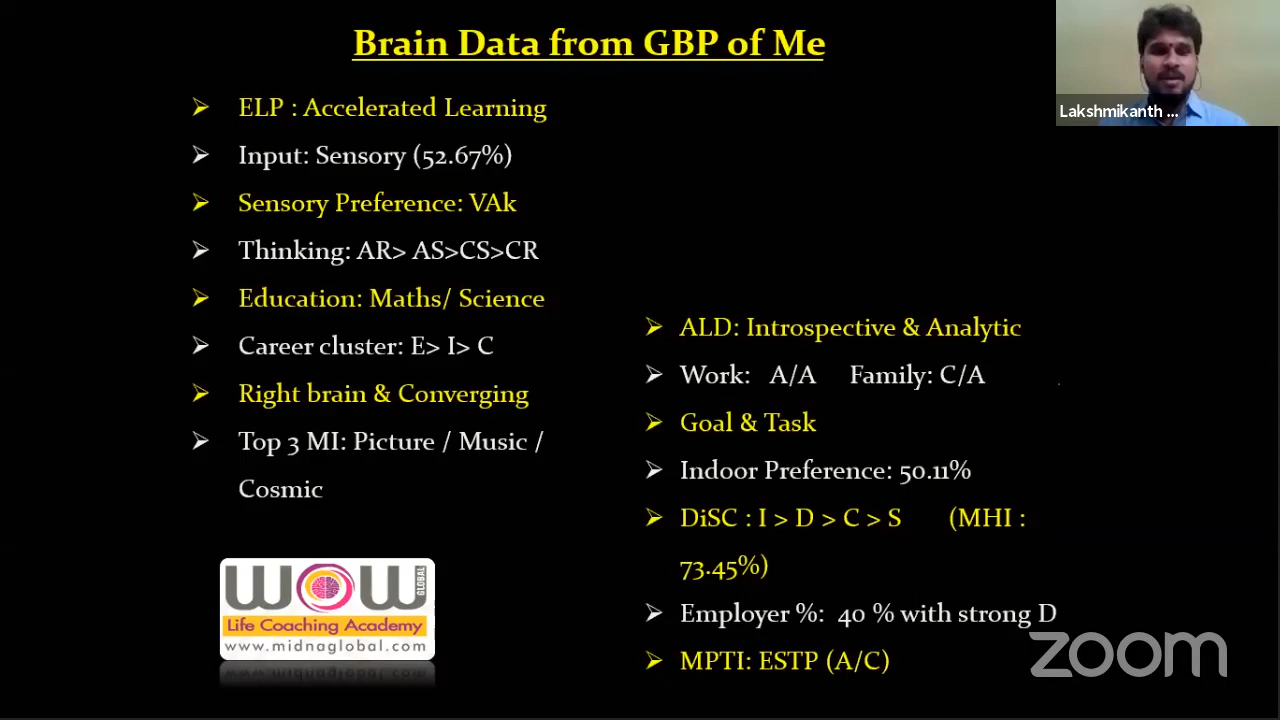 Brain Data from GBP of Me
Lakshmikanth ...
ELP : Accelerated Learning
Input: Sensory (52.67%)
Sensory Preference: VAk
Thinking: AR> AS>CS>CR
Education: Maths/ Science
Career cluster: E> I> C
Right brain & Converging
Top 3 MI: Picture / Music /
Cosmic
WOW GLOBAL
Life Coaching Academy
www.midnaglobal.com
ALD: Introspective & Analytic
Work: A/A Family: C/A
Goal & Task
Indoor Preference: 50.11%
DiSC : I > D > C > S (MHI :
73.45%)
Employer %: 40 % with strong D
MPTI: ESTP (A/C)
zoom